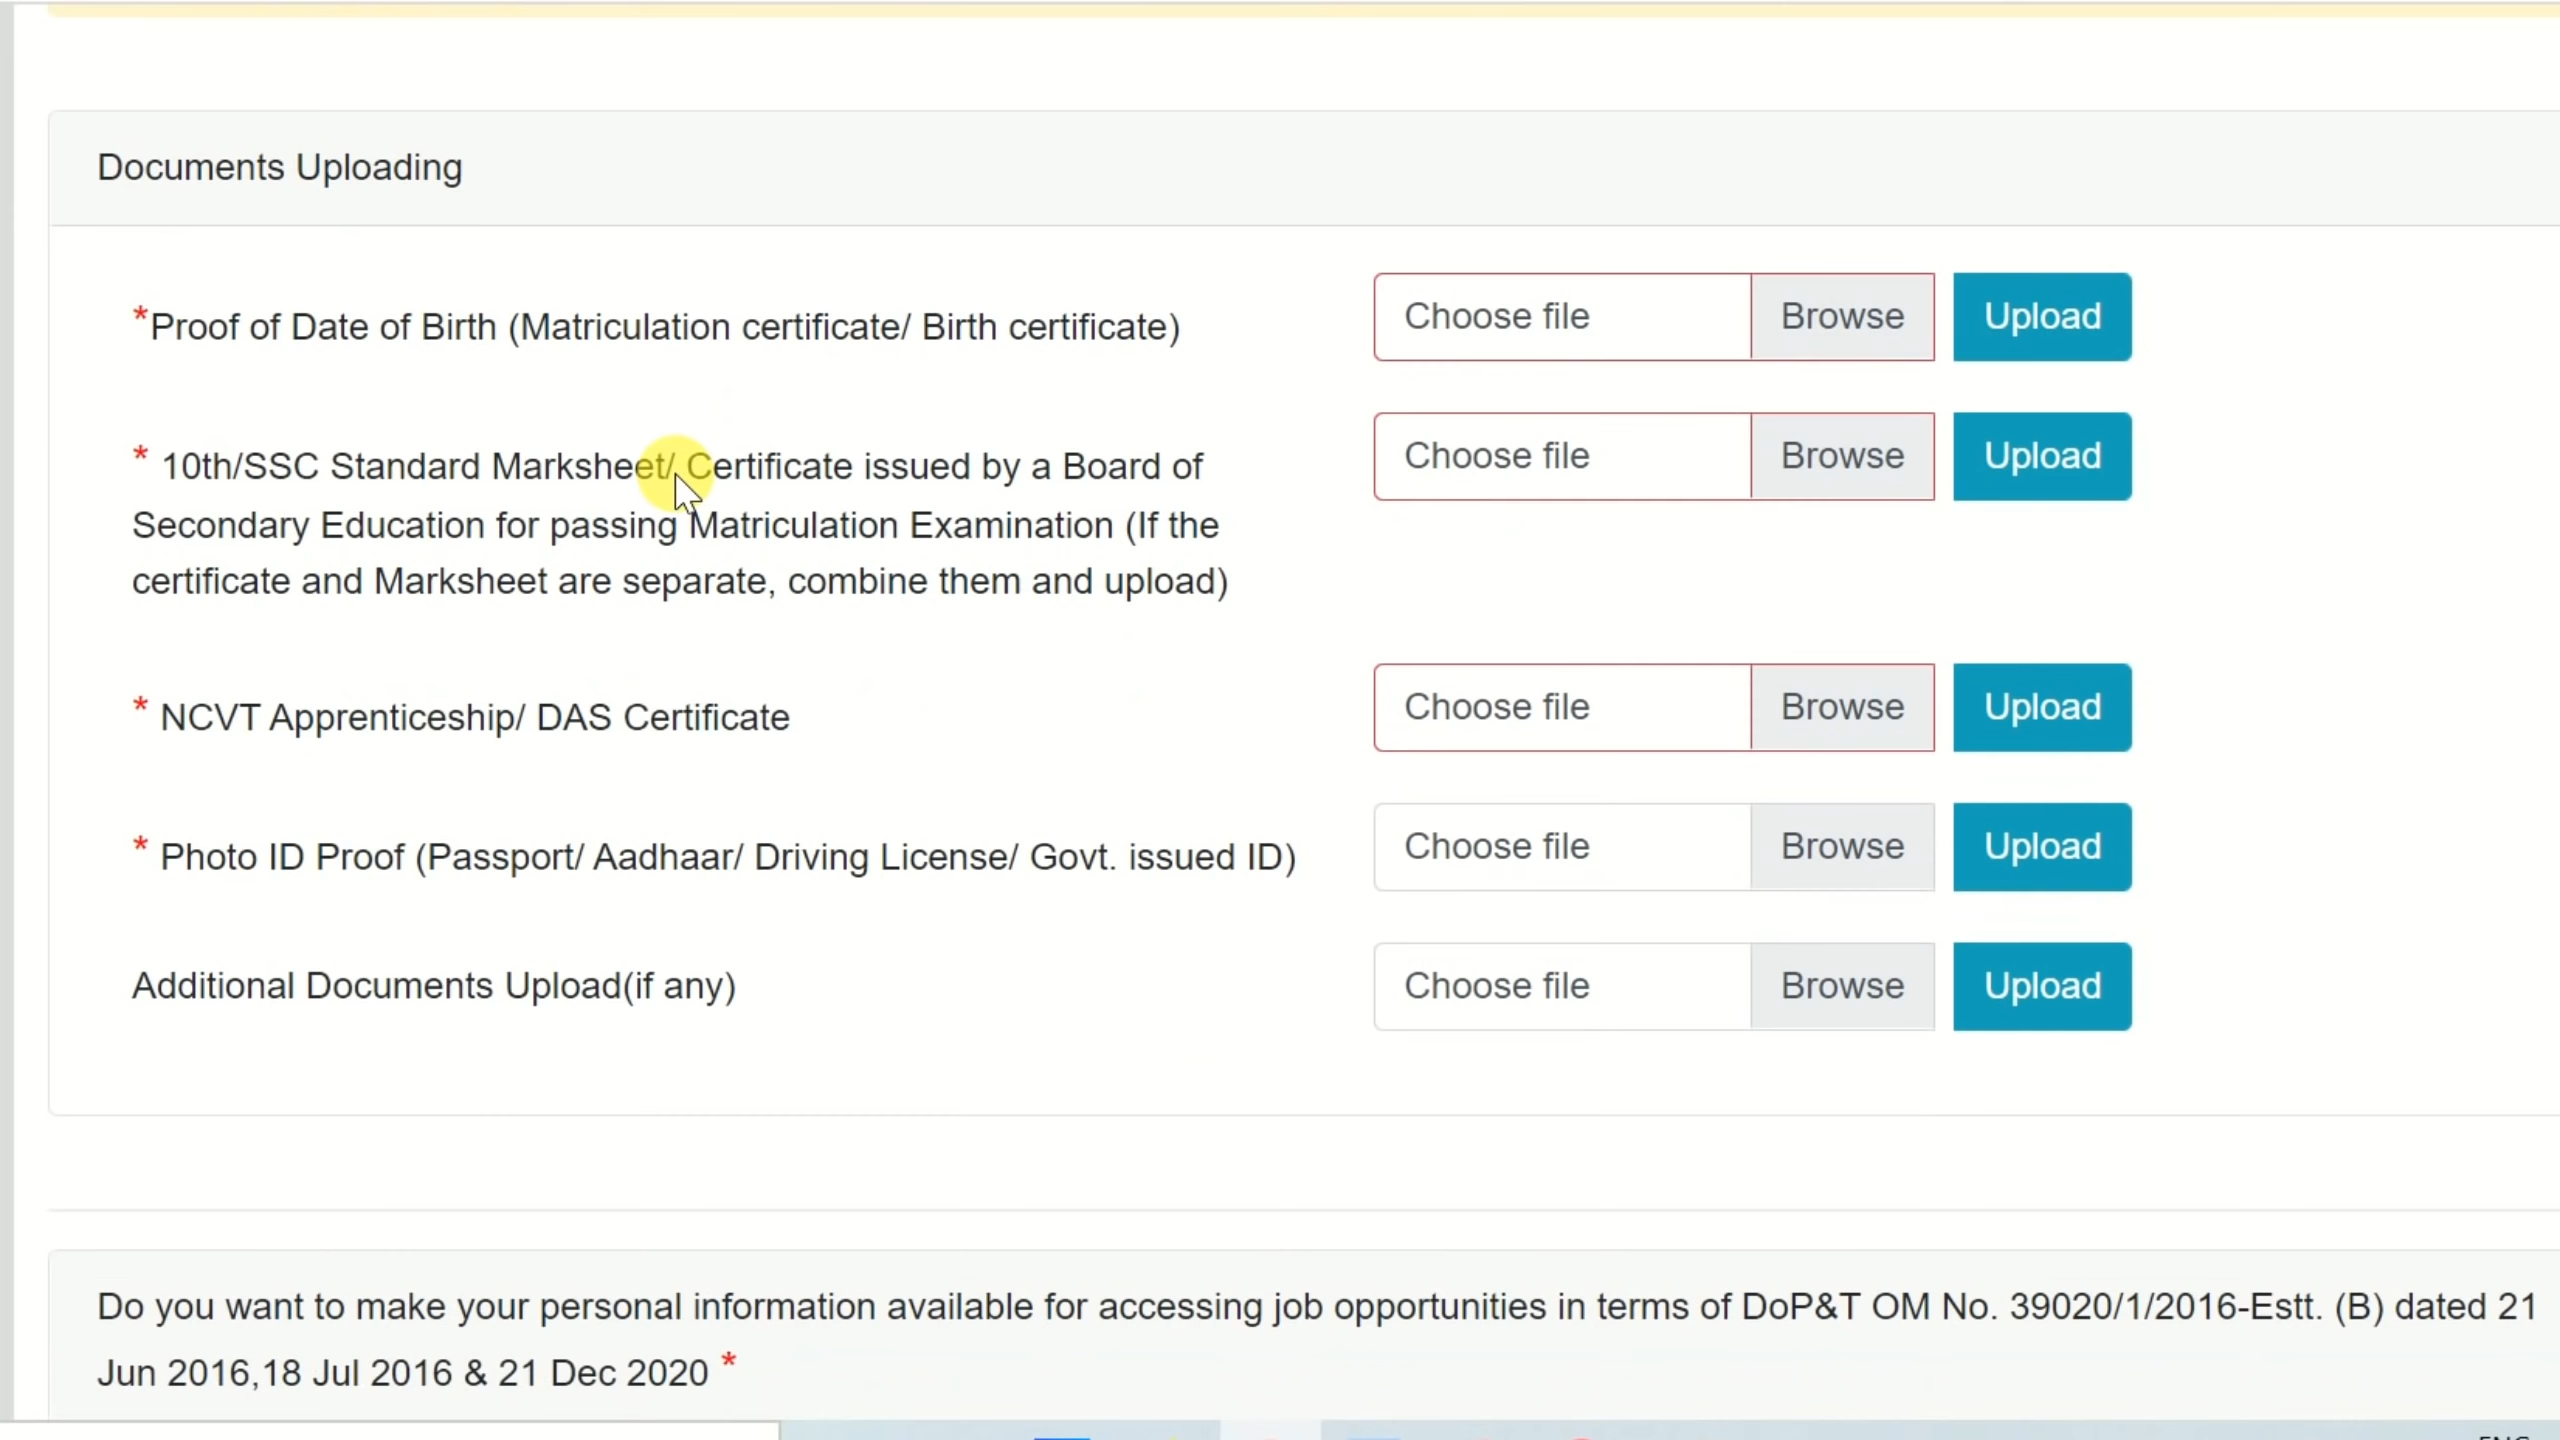 Documents Uploading
*Proof of Date of Birth (Matriculation certificate/ Birth certificate)
Choose file Browse Upload
* 10th/SSC Standard Marksheet/ Certificate issued by a Board of
Secondary Education for passing Matriculation Examination (If the
certificate and Marksheet are separate, combine them and upload)
Choose file Browse Upload
* NCVT Apprenticeship/ DAS Certificate
Choose file Browse Upload
* Photo ID Proof (Passport/ Aadhaar/ Driving License/ Govt. issued ID)
Choose file Browse Upload
Additional Documents Upload(if any)
Choose file Browse Upload
Do you want to make your personal information available for accessing job opportunities in terms of DoP&T OM No. 39020/1/2016-Estt. (B) dated 21
Jun 2016,18 Jul 2016 & 21 Dec 2020 *